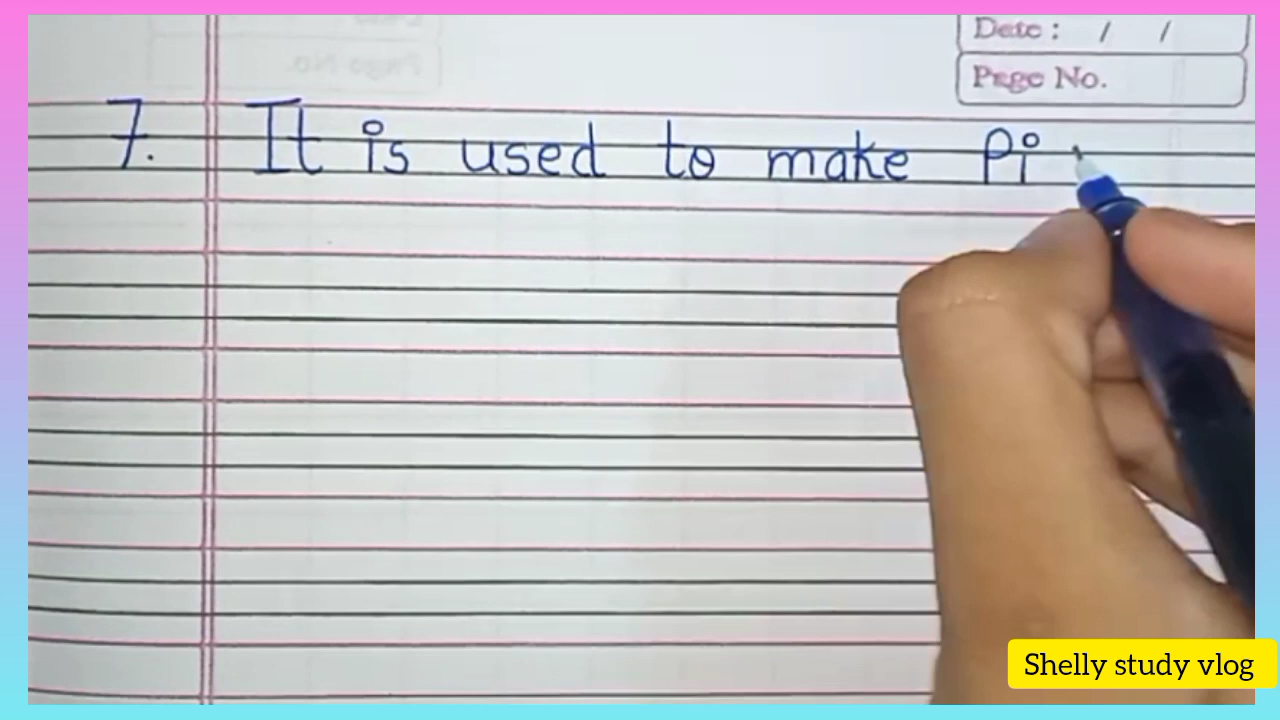 Date : / /
Page No.
7. It is used to make Pi
Shelly study vlog